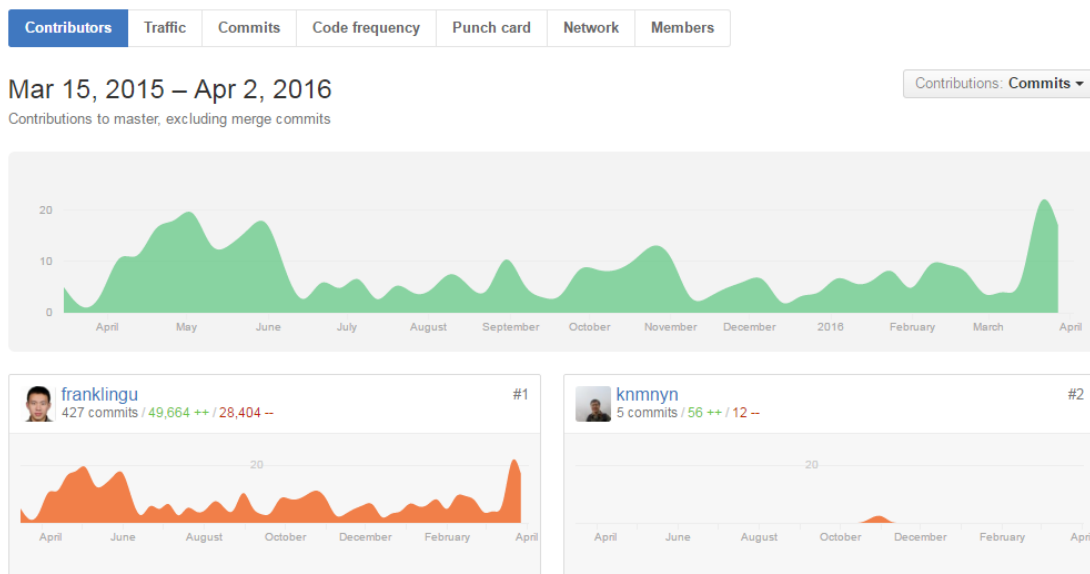 Contributors Traffic Commits Code frequency Punch card Network Members
Mar 15, 2015 – Apr 2, 2016
Contributions: Commits
Contributions to master, excluding merge commits
20
10
0
April May June July August September October November December 2016 February March April
franklingu #1
427 commits / 49,664 ++ / 28,404 --
20
April June August October December February April
knmnyn #2
5 commits / 56 ++ / 12 --
20
April June August October December February Apri